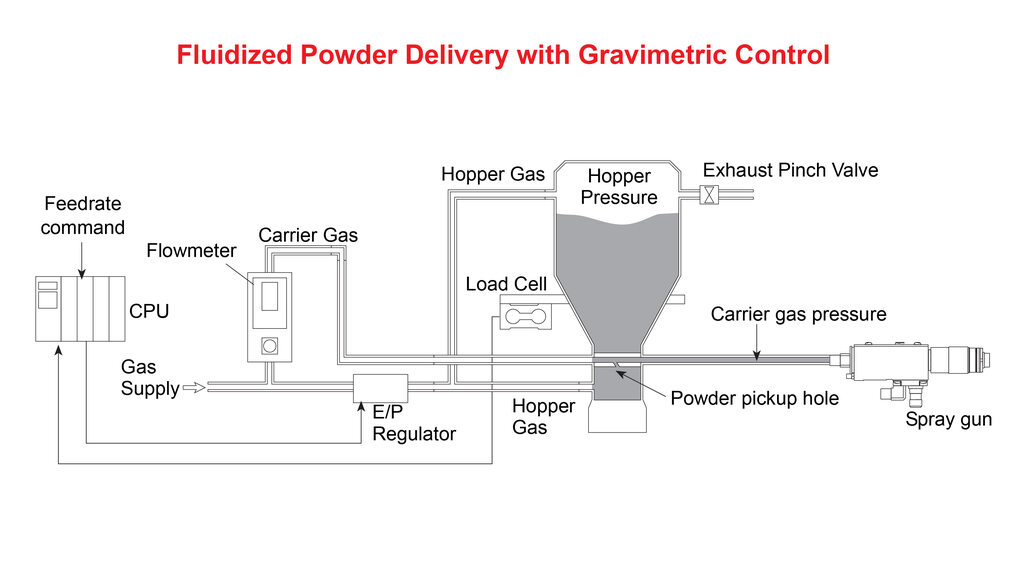 Fluidized Powder Delivery with Gravimetric Control
Hopper Gas
Hopper
Pressure
Exhaust Pinch Valve
Feedrate
command
Flowmeter
Carrier Gas
Load Cell
CPU
Carrier gas pressure
Gas
Supply
E/P
Regulator
Hopper
Gas
Powder pickup hole
Spray gun